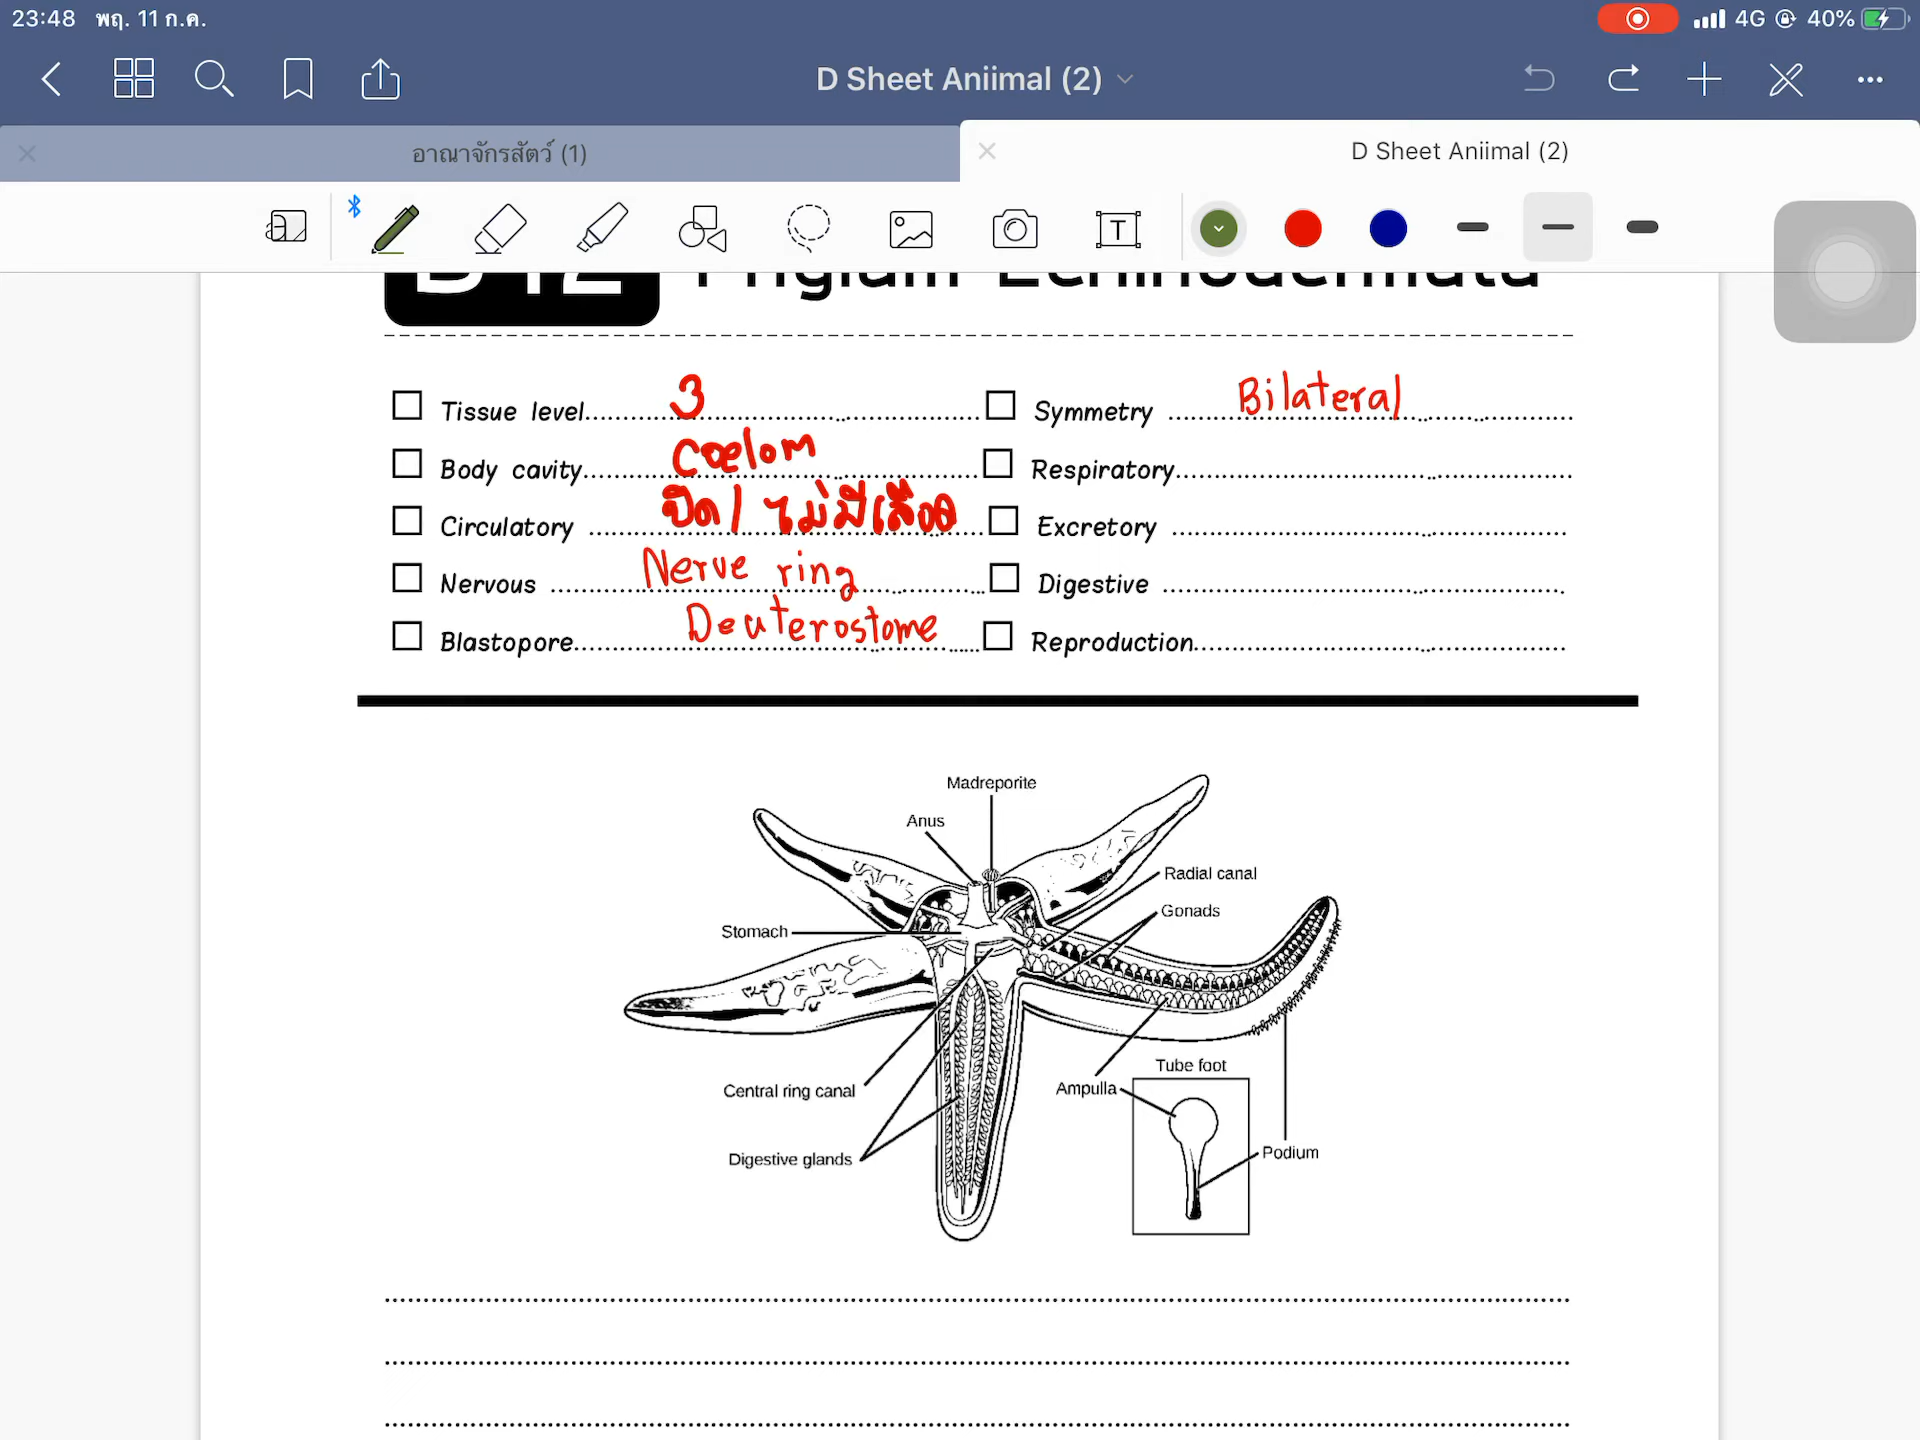 23:48 พฤ. 11 ก.ค.
4G 40%
D Sheet Aniimal (2)
อาณาจักรสัตว์ (1)
D Sheet Aniimal (2)
T
Tissue level 3
Symmetry Bilateral
Body cavity coelom
Respiratory
Circulatory ปิด / ไม่มีเลือด
Excretory
Nervous Nerve ring
Digestive
Blastopore Deuterostome
Reproduction
Madreporite
Anus
Radial canal
Gonads
Stomach
Tube foot
Central ring canal
Ampulla
Podium
Digestive glands